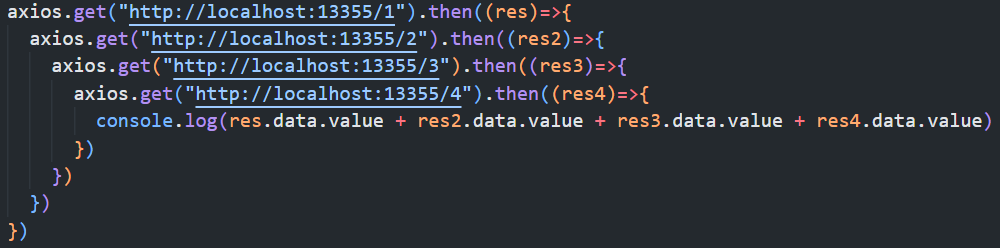 axios.get("http://localhost:13355/1").then((res)=>{
  axios.get("http://localhost:13355/2").then((res2)=>{
    axios.get("http://localhost:13355/3").then((res3)=>{
      axios.get("http://localhost:13355/4").then((res4)=>{
        console.log(res.data.value + res2.data.value + res3.data.value + res4.data.value)
      })
    })
  })
})